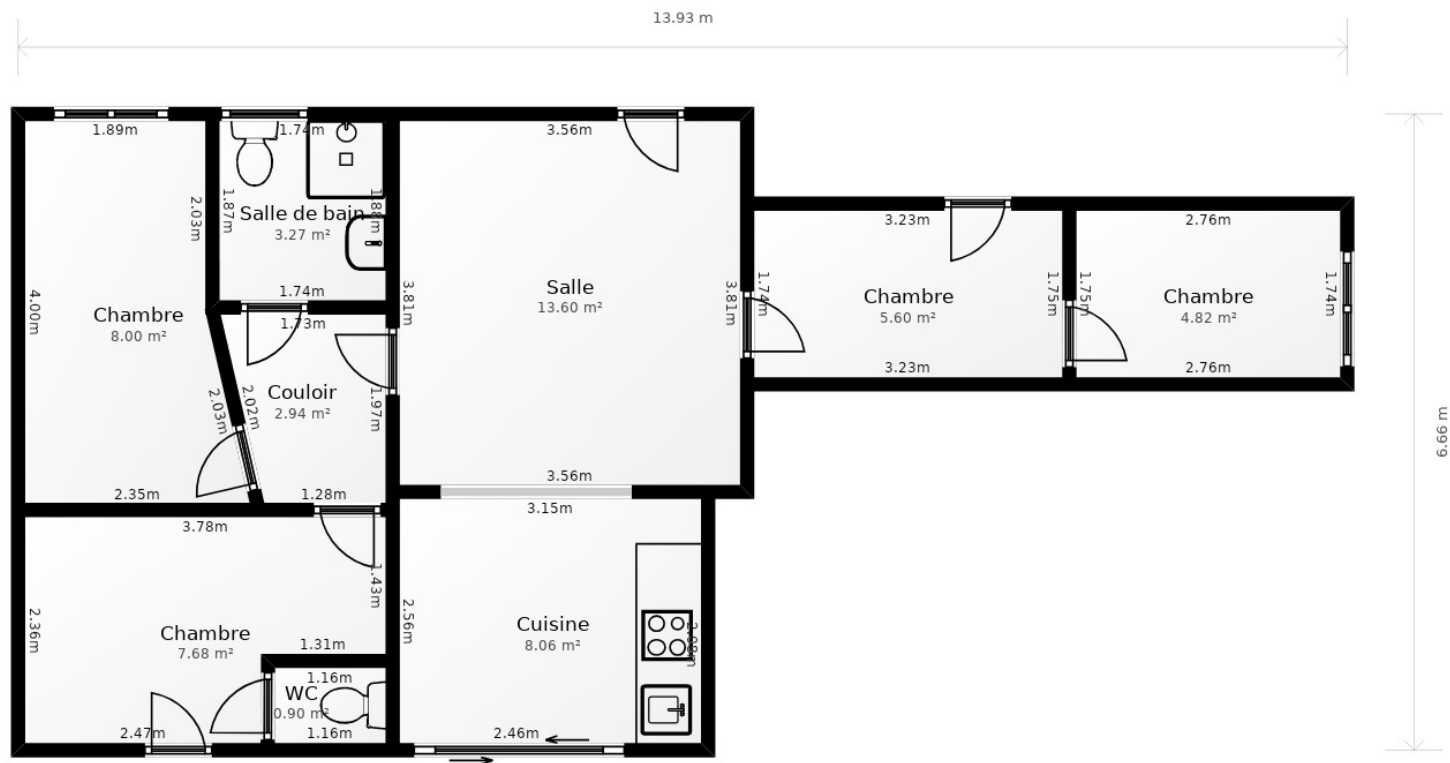 13.93 m
1.89m
1.74m
3.56m
2.03m
1.87m
1.88m
Salle de bain
3.27 m²
3.23m
2.76m
1.74m
1.73m
4.00m
Chambre
8.00 m²
3.81m
Salle
13.60 m²
3.81m
1.74m
Chambre
5.60 m²
1.75m
1.75m
Chambre
4.82 m²
1.74m
3.23m
2.76m
2.03m
2.02m
Couloir
2.94 m²
1.97m
6.66 m
2.35m
1.28m
3.56m
3.78m
3.15m
1.43m
2.36m
2.56m
Chambre
7.68 m²
Cuisine
8.06 m²
1.31m
1.16m
WC
0.90 m²
2.47m
1.16m
2.46m